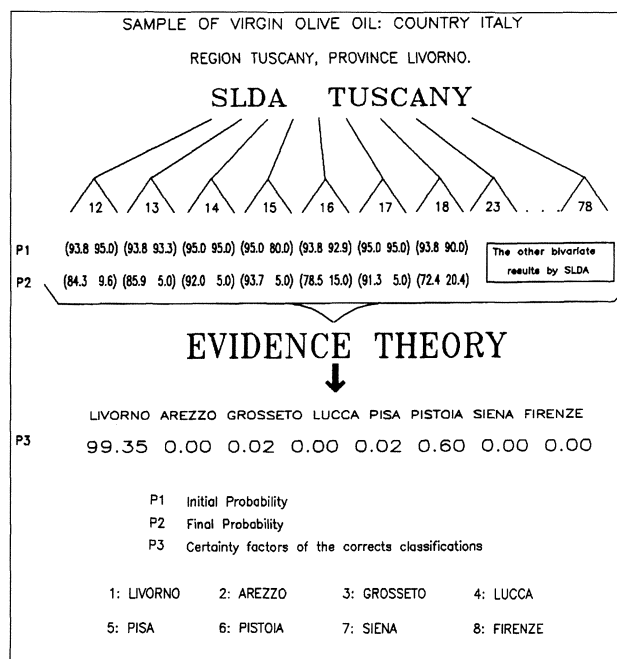 SAMPLE OF VIRGIN OLIVE OIL: COUNTRY ITALY
REGION TUSCANY, PROVINCE LIVORNO.
SLDA TUSCANY
12 13 14 15 16 17 18 23 . . . 78
P1 (93.8 95.0) (93.8 93.3) (95.0 95.0) (95.0 80.0) (93.8 92.9) (95.0 95.0) (93.8 90.0)
The other bivariate
results by SLDA
P2 (84.3 9.6) (85.9 5.0) (92.0 5.0) (93.7 5.0) (78.5 15.0) (91.3 5.0) (72.4 20.4)
EVIDENCE THEORY
LIVORNO AREZZO GROSSETO LUCCA PISA PISTOIA SIENA FIRENZE
P3 99.35 0.00 0.02 0.00 0.02 0.60 0.00 0.00
P1 Initial Probability
P2 Final Probability
P3 Certainty factors of the corrects classifications
1: LIVORNO 2: AREZZO 3: GROSSETO 4: LUCCA
5: PISA 6: PISTOIA 7: SIENA 8: FIRENZE